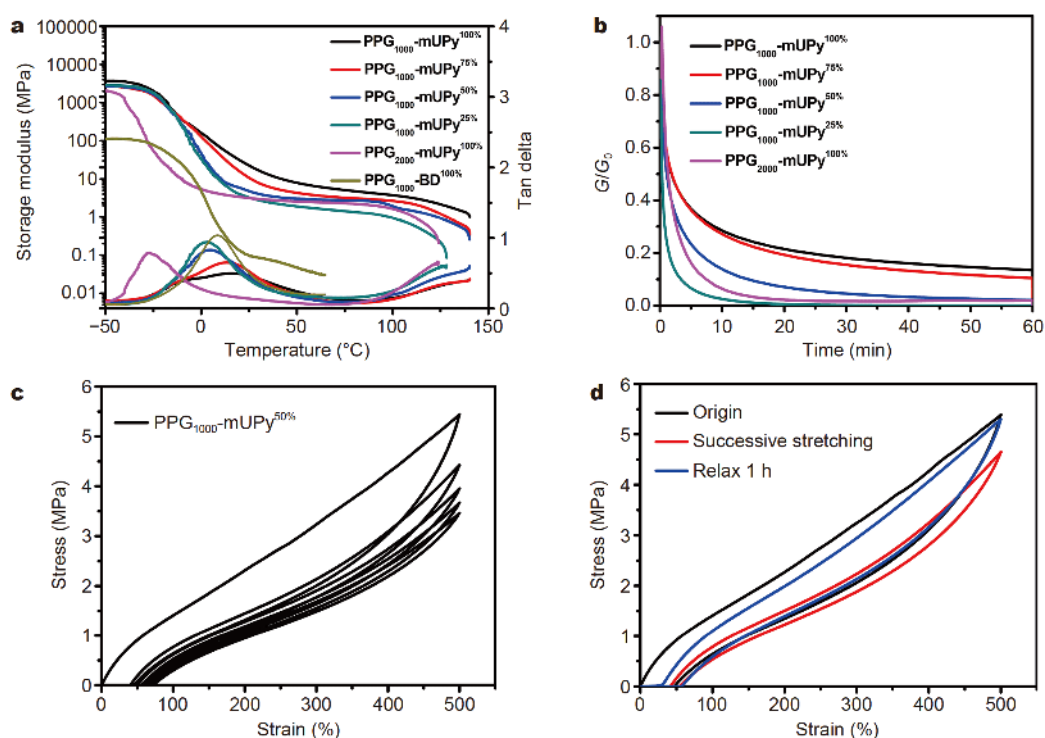 a
100000
10000
1000
100
10
1
0.1
0.01
Storage modulus (MPa)
4
3
2
1
0
Tan delta
PPG1000-mUPy100%
PPG1000-mUPy75%
PPG1000-mUPy50%
PPG1000-mUPy25%
PPG2000-mUPy100%
PPG1000-BD100%
−50
0
50
100
150
Temperature (°C)
b
1.0
0.8
0.6
0.4
0.2
0.0
G/G0
PPG1000-mUPy100%
PPG1000-mUPy75%
PPG1000-mUPy50%
PPG1000-mUPy25%
PPG2000-mUPy100%
0
10
20
30
40
50
60
Time (min)
c
6
5
4
3
2
1
0
Stress (MPa)
PPG1000-mUPy50%
0
100
200
300
400
500
Strain (%)
d
6
5
4
3
2
1
0
Stress (MPa)
Origin
Successive stretching
Relax 1 h
0
100
200
300
400
500
Strain (%)